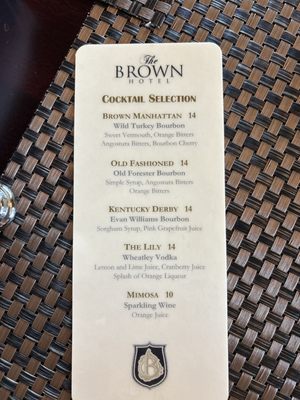 The
BROWN
HOTEL
COCKTAIL SELECTION
BROWN MANHATTAN 14
Wild Turkey Bourbon
Sweet Vermouth, Orange Bitters
Angostura Bitters, Bourbon Cherry
OLD FASHIONED 14
Old Forester Bourbon
Simple Syrup, Angostura Bitters
Orange Bitters
KENTUCKY DERBY 14
Evan Williams Bourbon
Sorghum Syrup, Pink Grapefruit Juice
THE LILY 14
Wheatley Vodka
Lemon and Lime Juice, Cranberry Juice
Splash of Orange Liqueur
MIMOSA 10
Sparkling Wine
Orange Juice
B